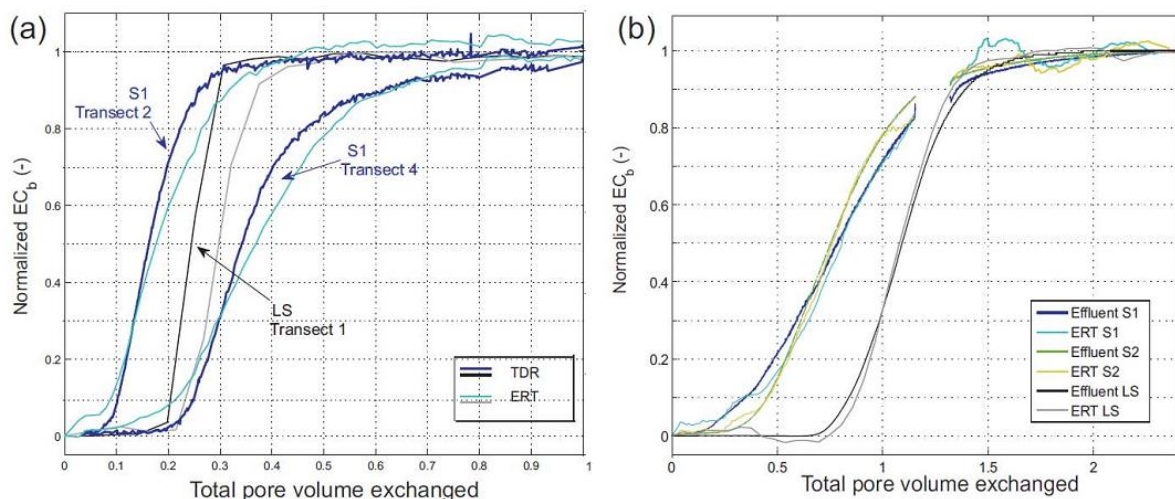 (a)
Normalized EC_b (-)
1
0.8
0.6
0.4
0.2
0
S1
Transect 2
S1
Transect 4
LS
Transect 1
TDR
ERT
0 0.1 0.2 0.3 0.4 0.5 0.6 0.7 0.8 0.9 1
Total pore volume exchanged
(b)
Normalized EC_b (-)
1
0.8
0.6
0.4
0.2
0
Effluent S1
ERT S1
Effluent S2
ERT S2
Effluent LS
ERT LS
0 0.5 1 1.5 2
Total pore volume exchanged